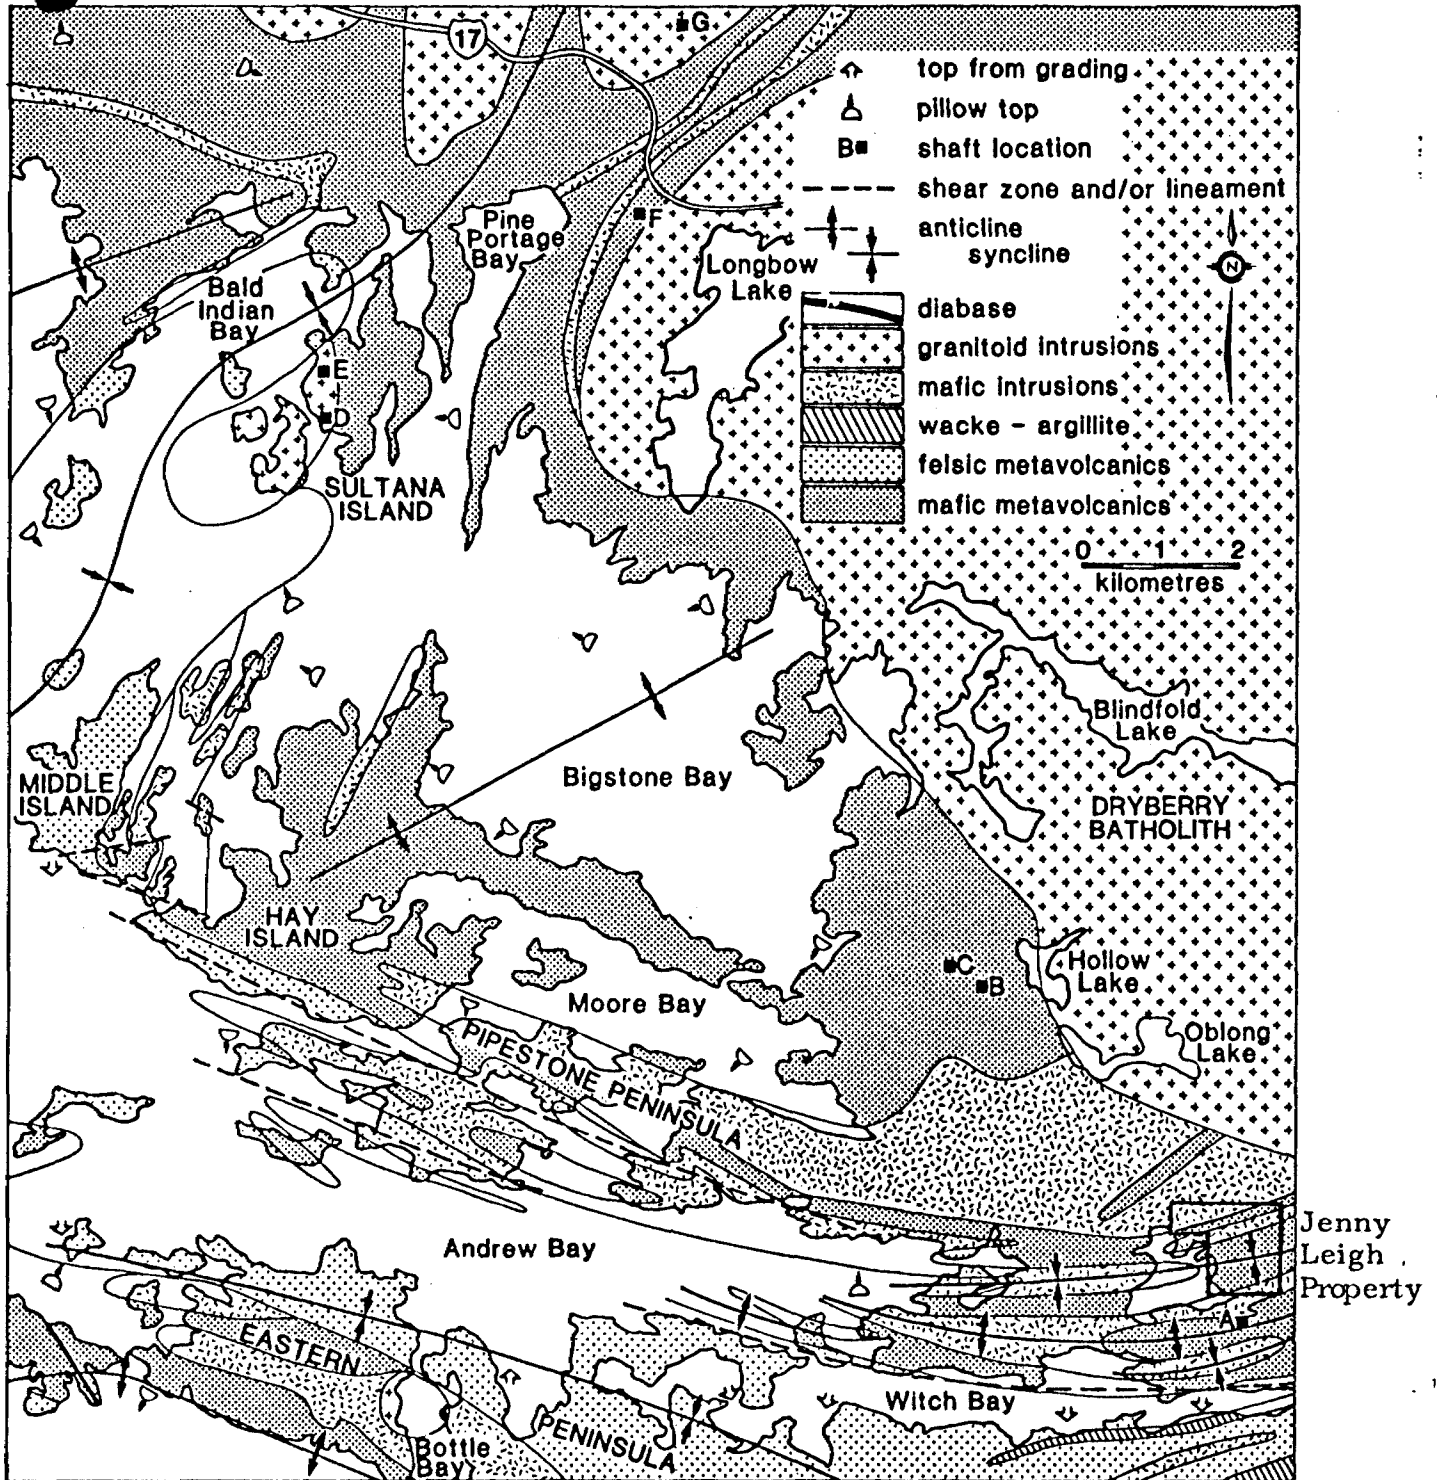 17
G
top from grading
pillow top
B
shaft location
shear zone and/or lineament
anticline
syncline
N
diabase
granitoid intrusions
mafic intrusions
wacke - argillite
felsic metavolcanics
mafic metavolcanics
0 1 2
kilometres
F
Pine
Portage
Bay
Longbow
Lake
Bald
Indian
Bay
E
D
SULTANA
ISLAND
Blindfold
Lake
Bigstone Bay
MIDDLE
ISLAND
DRYBERRY
BATHOLITH
HAY
ISLAND
C
B
Hollow
Lake
Moore Bay
Oblong
Lake
PIPESTONE PENINSULA
Jenny
Leigh
Property
Andrew Bay
A
EASTERN
PENINSULA
Witch Bay
Bottle
Bay